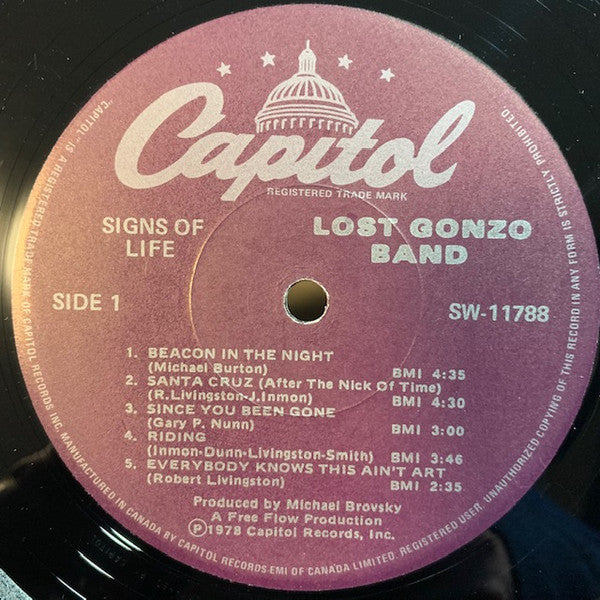 Capitol
REGISTERED TRADE MARK
SIGNS OF
LIFE
LOST GONZO
BAND
SIDE 1
SW-11788
1. BEACON IN THE NIGHT
(Michael Burton) BMI 4:35
2. SANTA CRUZ (After The Nick Of Time)
(R.Livingston-J.Inmon) BMI 4:30
3. SINCE YOU BEEN GONE
(Gary P. Nunn) BMI 3:00
4. RIDING
(Inmon-Dunn-Livingston-Smith) BMI 3:46
5. EVERYBODY KNOWS THIS AIN'T ART
(Robert Livingston) BMI 2:35
Produced by Michael Brovsky
A Free Flow Production
℗1978 Capitol Records, Inc.
"CAPITOL" IS A REGISTERED TRADE MARK OF CAPITOL RECORDS INC. MANUFACTURED IN CANADA BY CAPITOL RECORDS-EMI OF CANADA LIMITED. REGISTERED USER. UNAUTHORIZED COPYING OF THIS RECORD IN ANY FORM IS STRICTLY PROHIBITED.